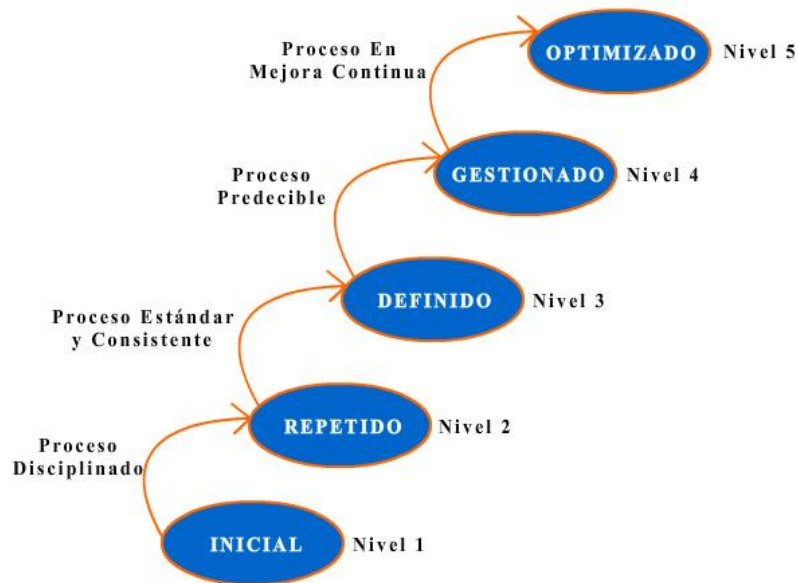 Proceso En
Mejora Continua
OPTIMIZADO
Nivel 5
Proceso
Predecible
GESTIONADO
Nivel 4
Proceso Estándar
y Consistente
DEFINIDO
Nivel 3
Proceso
Disciplinado
REPETIDO
Nivel 2
INICIAL
Nivel 1